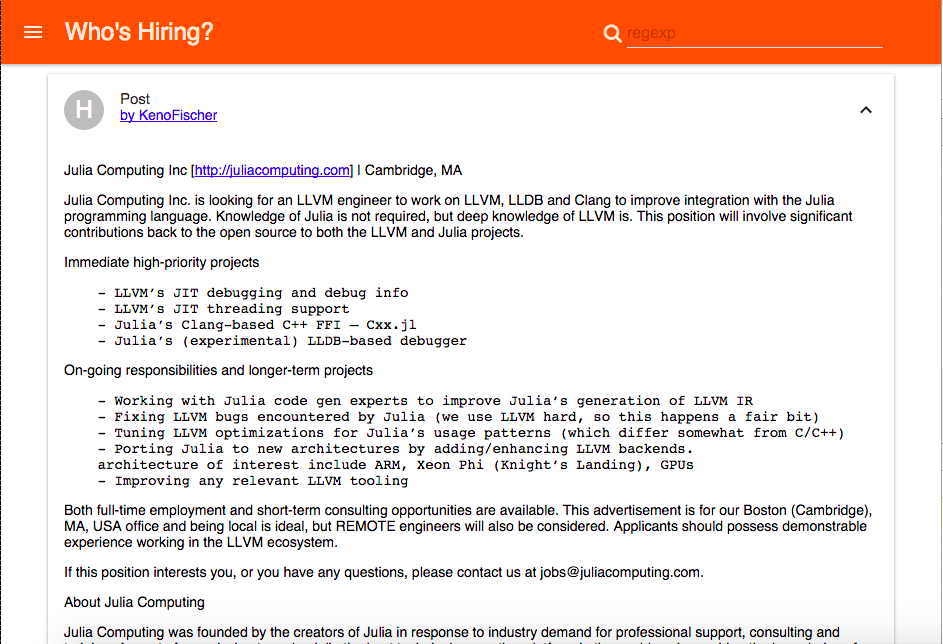 Who's Hiring?
regexp
H
Post
by KenoFischer
Julia Computing Inc [http://juliacomputing.com] | Cambridge, MA
Julia Computing Inc. is looking for an LLVM engineer to work on LLVM, LLDB and Clang to improve integration with the Julia
programming language. Knowledge of Julia is not required, but deep knowledge of LLVM is. This position will involve significant
contributions back to the open source to both the LLVM and Julia projects.
Immediate high-priority projects
- LLVM’s JIT debugging and debug info
- LLVM’s JIT threading support
- Julia’s Clang-based C++ FFI – Cxx.jl
- Julia’s (experimental) LLDB-based debugger
On-going responsibilities and longer-term projects
- Working with Julia code gen experts to improve Julia’s generation of LLVM IR
- Fixing LLVM bugs encountered by Julia (we use LLVM hard, so this happens a fair bit)
- Tuning LLVM optimizations for Julia’s usage patterns (which differ somewhat from C/C++)
- Porting Julia to new architectures by adding/enhancing LLVM backends.
architecture of interest include ARM, Xeon Phi (Knight’s Landing), GPUs
- Improving any relevant LLVM tooling
Both full-time employment and short-term consulting opportunities are available. This advertisement is for our Boston (Cambridge),
MA, USA office and being local is ideal, but REMOTE engineers will also be considered. Applicants should possess demonstrable
experience working in the LLVM ecosystem.
If this position interests you, or you have any questions, please contact us at jobs@juliacomputing.com.
About Julia Computing
Julia Computing was founded by the creators of Julia in response to industry demand for professional support, consulting and